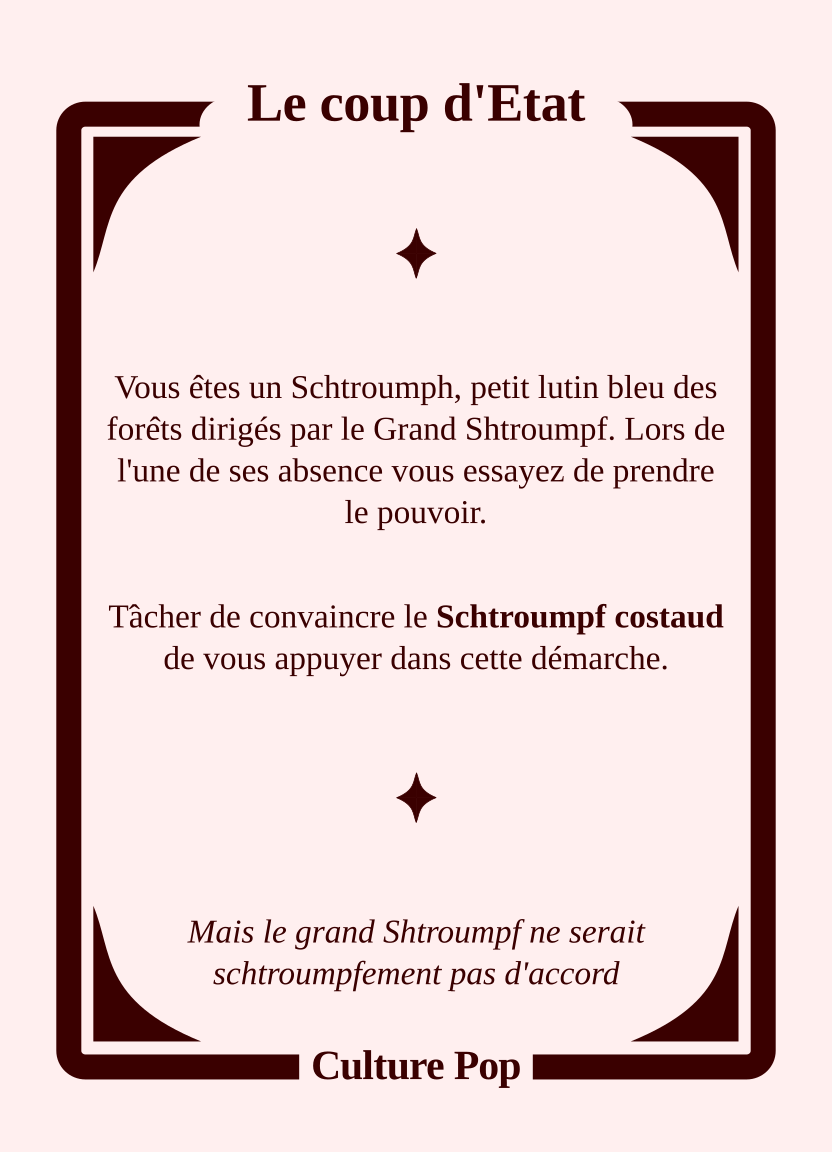 Le coup d'Etat
Vous êtes un Schtroumph, petit lutin bleu des
forêts dirigés par le Grand Shtroumpf. Lors de
l'une de ses absence vous essayez de prendre
le pouvoir.
Tâcher de convaincre le Schtroumpf costaud
de vous appuyer dans cette démarche.
Mais le grand Shtroumpf ne serait
schtroumpfement pas d'accord
Culture Pop